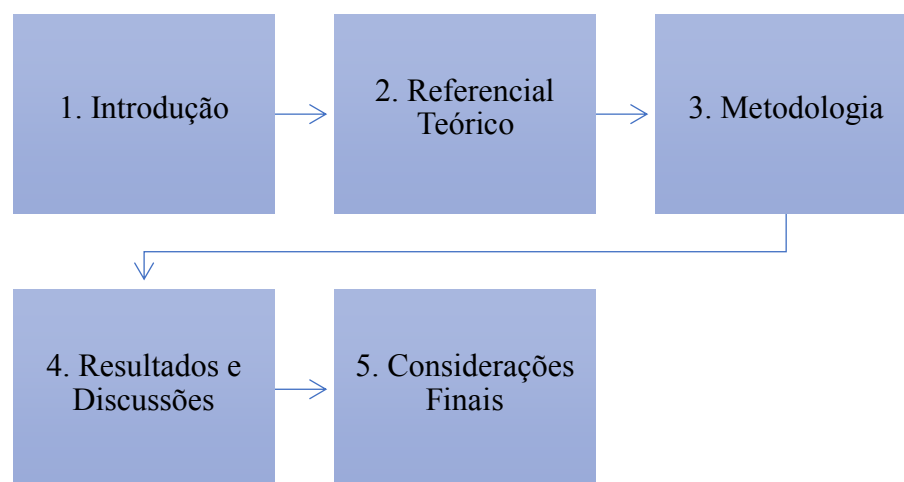 1. Introdução
2. Referencial
Teórico
3. Metodologia
4. Resultados e
Discussões
5. Considerações
Finais